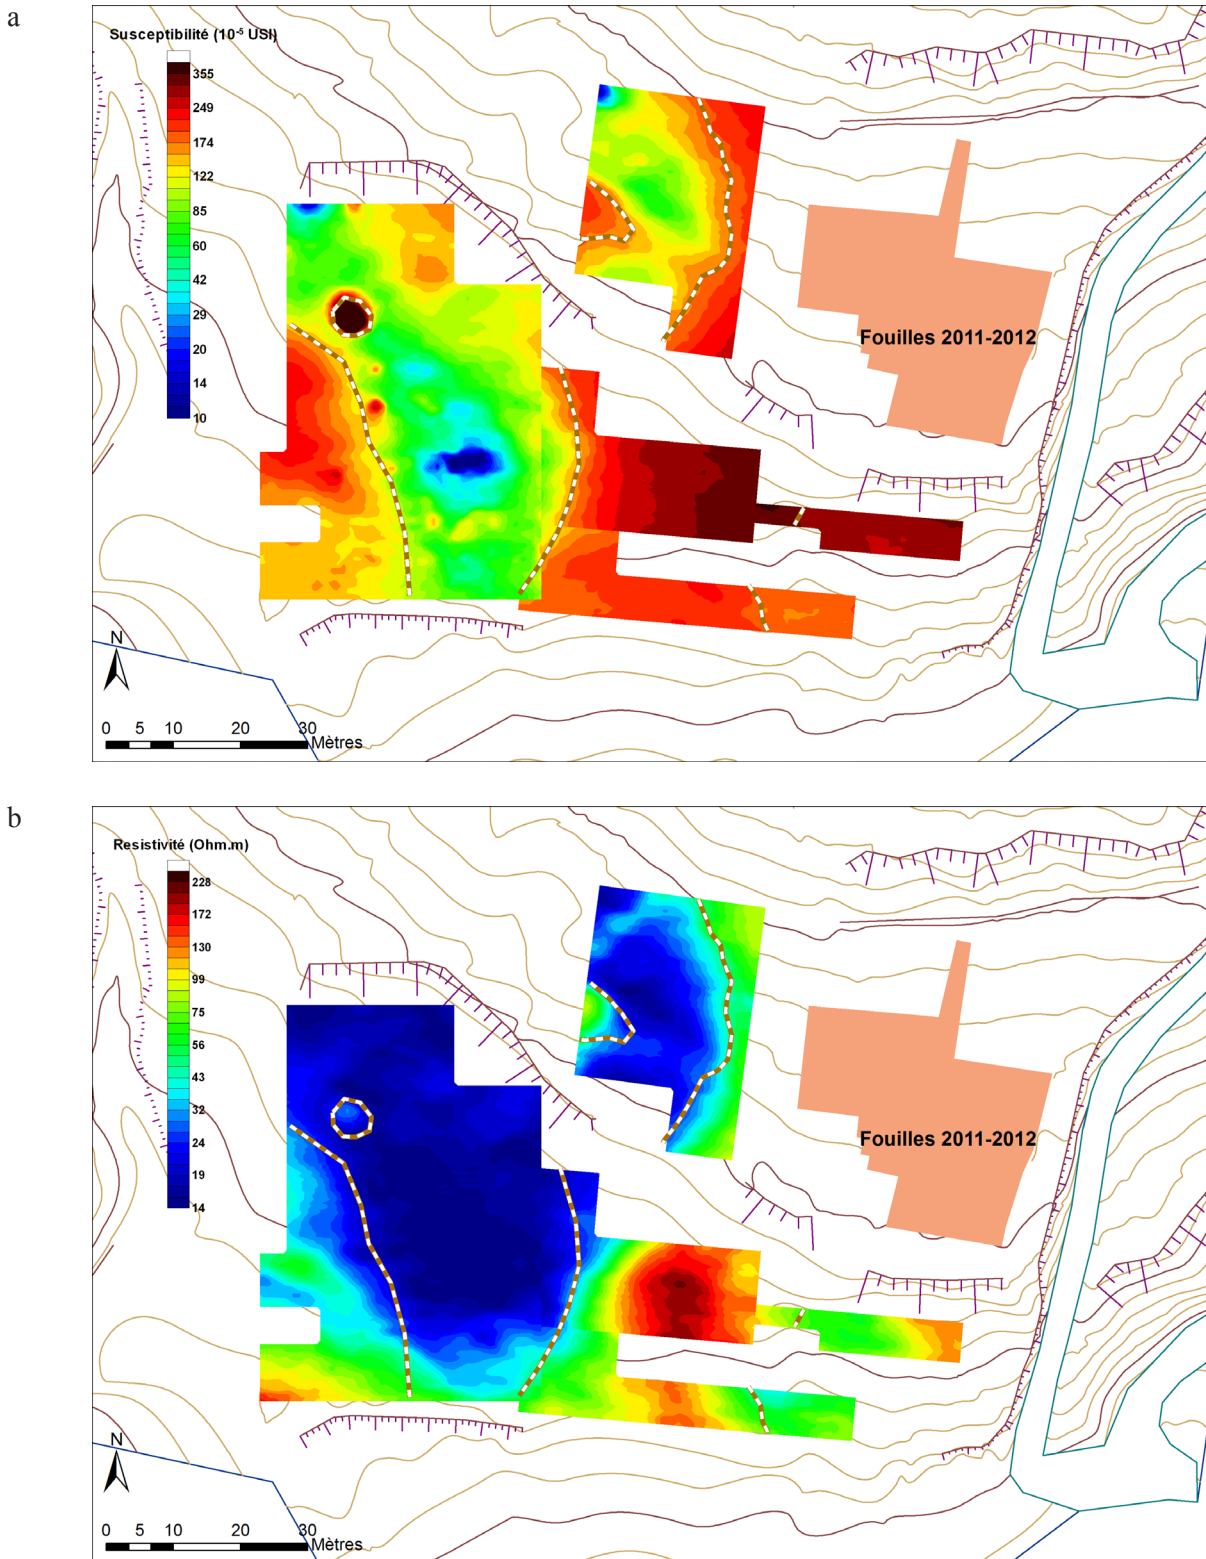 a
Susceptibilité (10⁻⁵ USI)
355
249
174
122
85
60
42
29
20
14
10
Fouilles 2011-2012
N
0 5 10 20 30
Mètres
b
Resistivité (Ohm.m)
228
172
130
99
75
56
43
32
24
19
14
Fouilles 2011-2012
N
0 5 10 20 30
Mètres